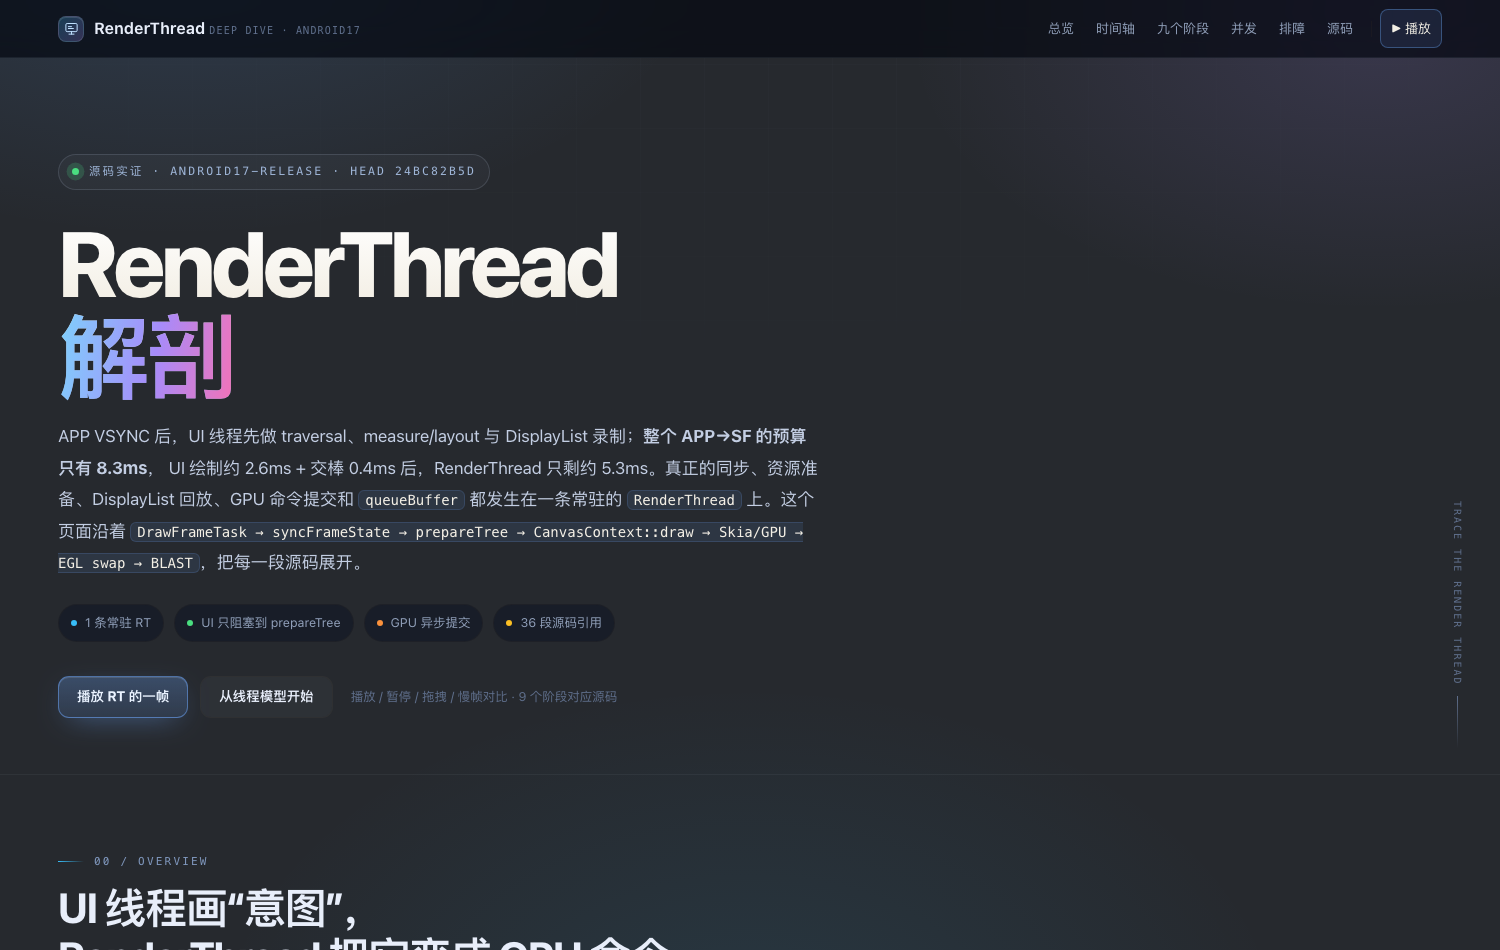 RenderThread DEEP DIVE · ANDROID17
总览 时间轴 九个阶段 并发 排障 源码 ▶ 播放
源码实证 · ANDROID17-RELEASE · HEAD 24BC82B5D
RenderThread
解剖
APP VSYNC 后，UI 线程先做 traversal、measure/layout 与 DisplayList 录制；整个 APP→SF 的预算
只有 8.3ms， UI 绘制约 2.6ms + 交棒 0.4ms 后，RenderThread 只剩约 5.3ms。真正的同步、资源准
备、DisplayList 回放、GPU 命令提交和 queueBuffer 都发生在一条常驻的 RenderThread 上。这个
页面沿着 DrawFrameTask → syncFrameState → prepareTree → CanvasContext::draw → Skia/GPU →
EGL swap → BLAST，把每一段源码展开。
1 条常驻 RT
UI 只阻塞到 prepareTree
GPU 异步提交
36 段源码引用
播放 RT 的一帧
从线程模型开始
播放 / 暂停 / 拖拽 / 慢帧对比 · 9 个阶段对应源码
TRACE THE RENDER THREAD
00 / OVERVIEW
UI 线程画“意图”，
RenderThread 把它变成 GPU 命令